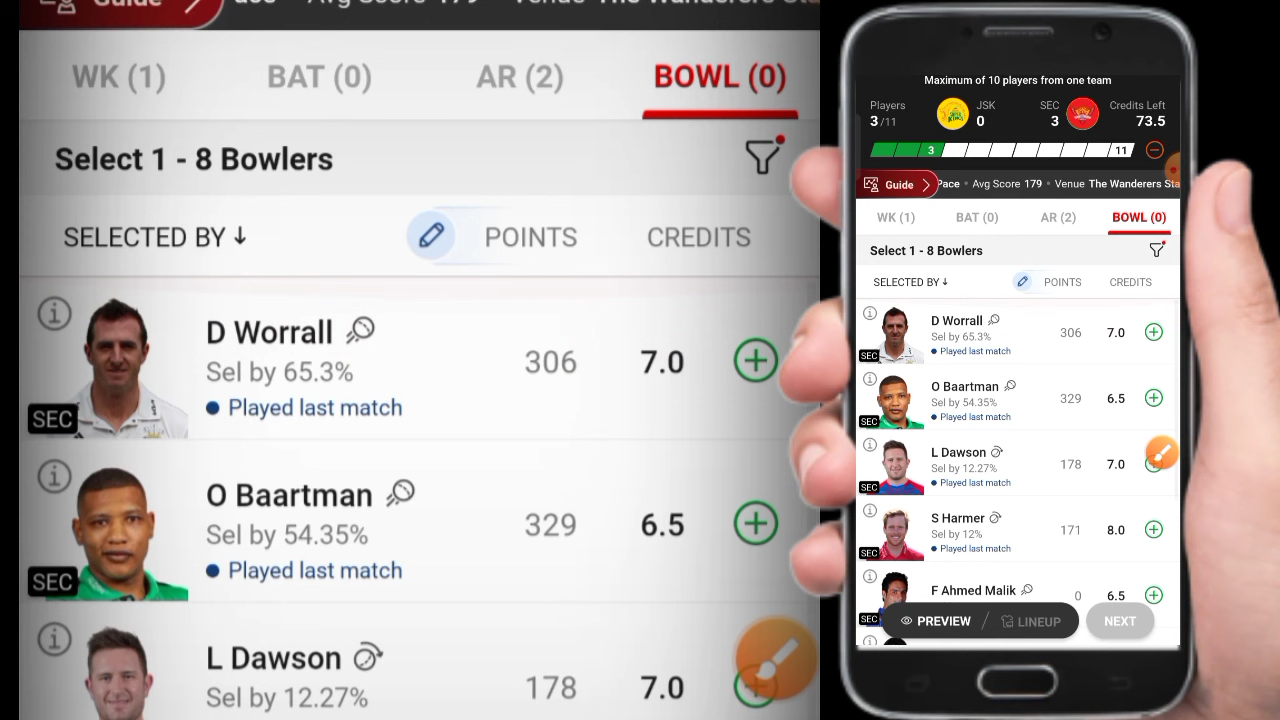 Guide
Avg Score 179 • Venue The Wanderers Sta
WK (1) BAT (0) AR (2) BOWL (0)
Select 1 - 8 Bowlers
SELECTED BY ↓ POINTS CREDITS
D Worrall
Sel by 65.3%
306 7.0
Played last match
SEC
O Baartman
Sel by 54.35%
329 6.5
Played last match
SEC
L Dawson
Sel by 12.27%
178 7.0
Maximum of 10 players from one team
Players JSK SEC Credits Left
3/11 0 3 73.5
3 11
Guide Pace • Avg Score 179 • Venue The Wanderers Sta
WK (1) BAT (0) AR (2) BOWL (0)
Select 1 - 8 Bowlers
SELECTED BY ↓ POINTS CREDITS
D Worrall
Sel by 65.3%
306 7.0
Played last match
SEC
O Baartman
Sel by 54.35%
329 6.5
Played last match
SEC
L Dawson
Sel by 12.27%
178 7.0
Played last match
SEC
S Harmer
Sel by 12%
171 8.0
Played last match
SEC
F Ahmed Malik
0 6.5
SEC
PREVIEW / LINEUP NEXT